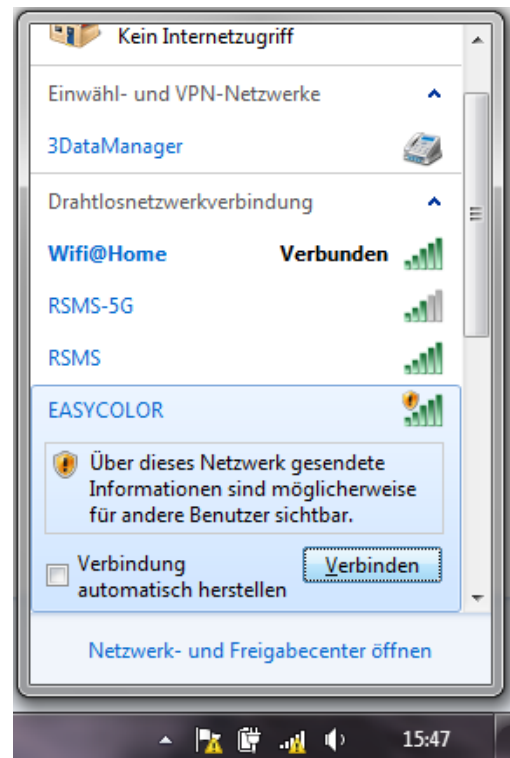 Kein Internetzugriff
Einwähl- und VPN-Netzwerke
3DataManager
Drahtlosnetzwerkverbindung
Wifi@Home Verbunden
RSMS-5G
RSMS
EASYCOLOR
Über dieses Netzwerk gesendete
Informationen sind möglicherweise
für andere Benutzer sichtbar.
Verbindung
automatisch herstellen
Verbinden
Netzwerk- und Freigabecenter öffnen
15:47